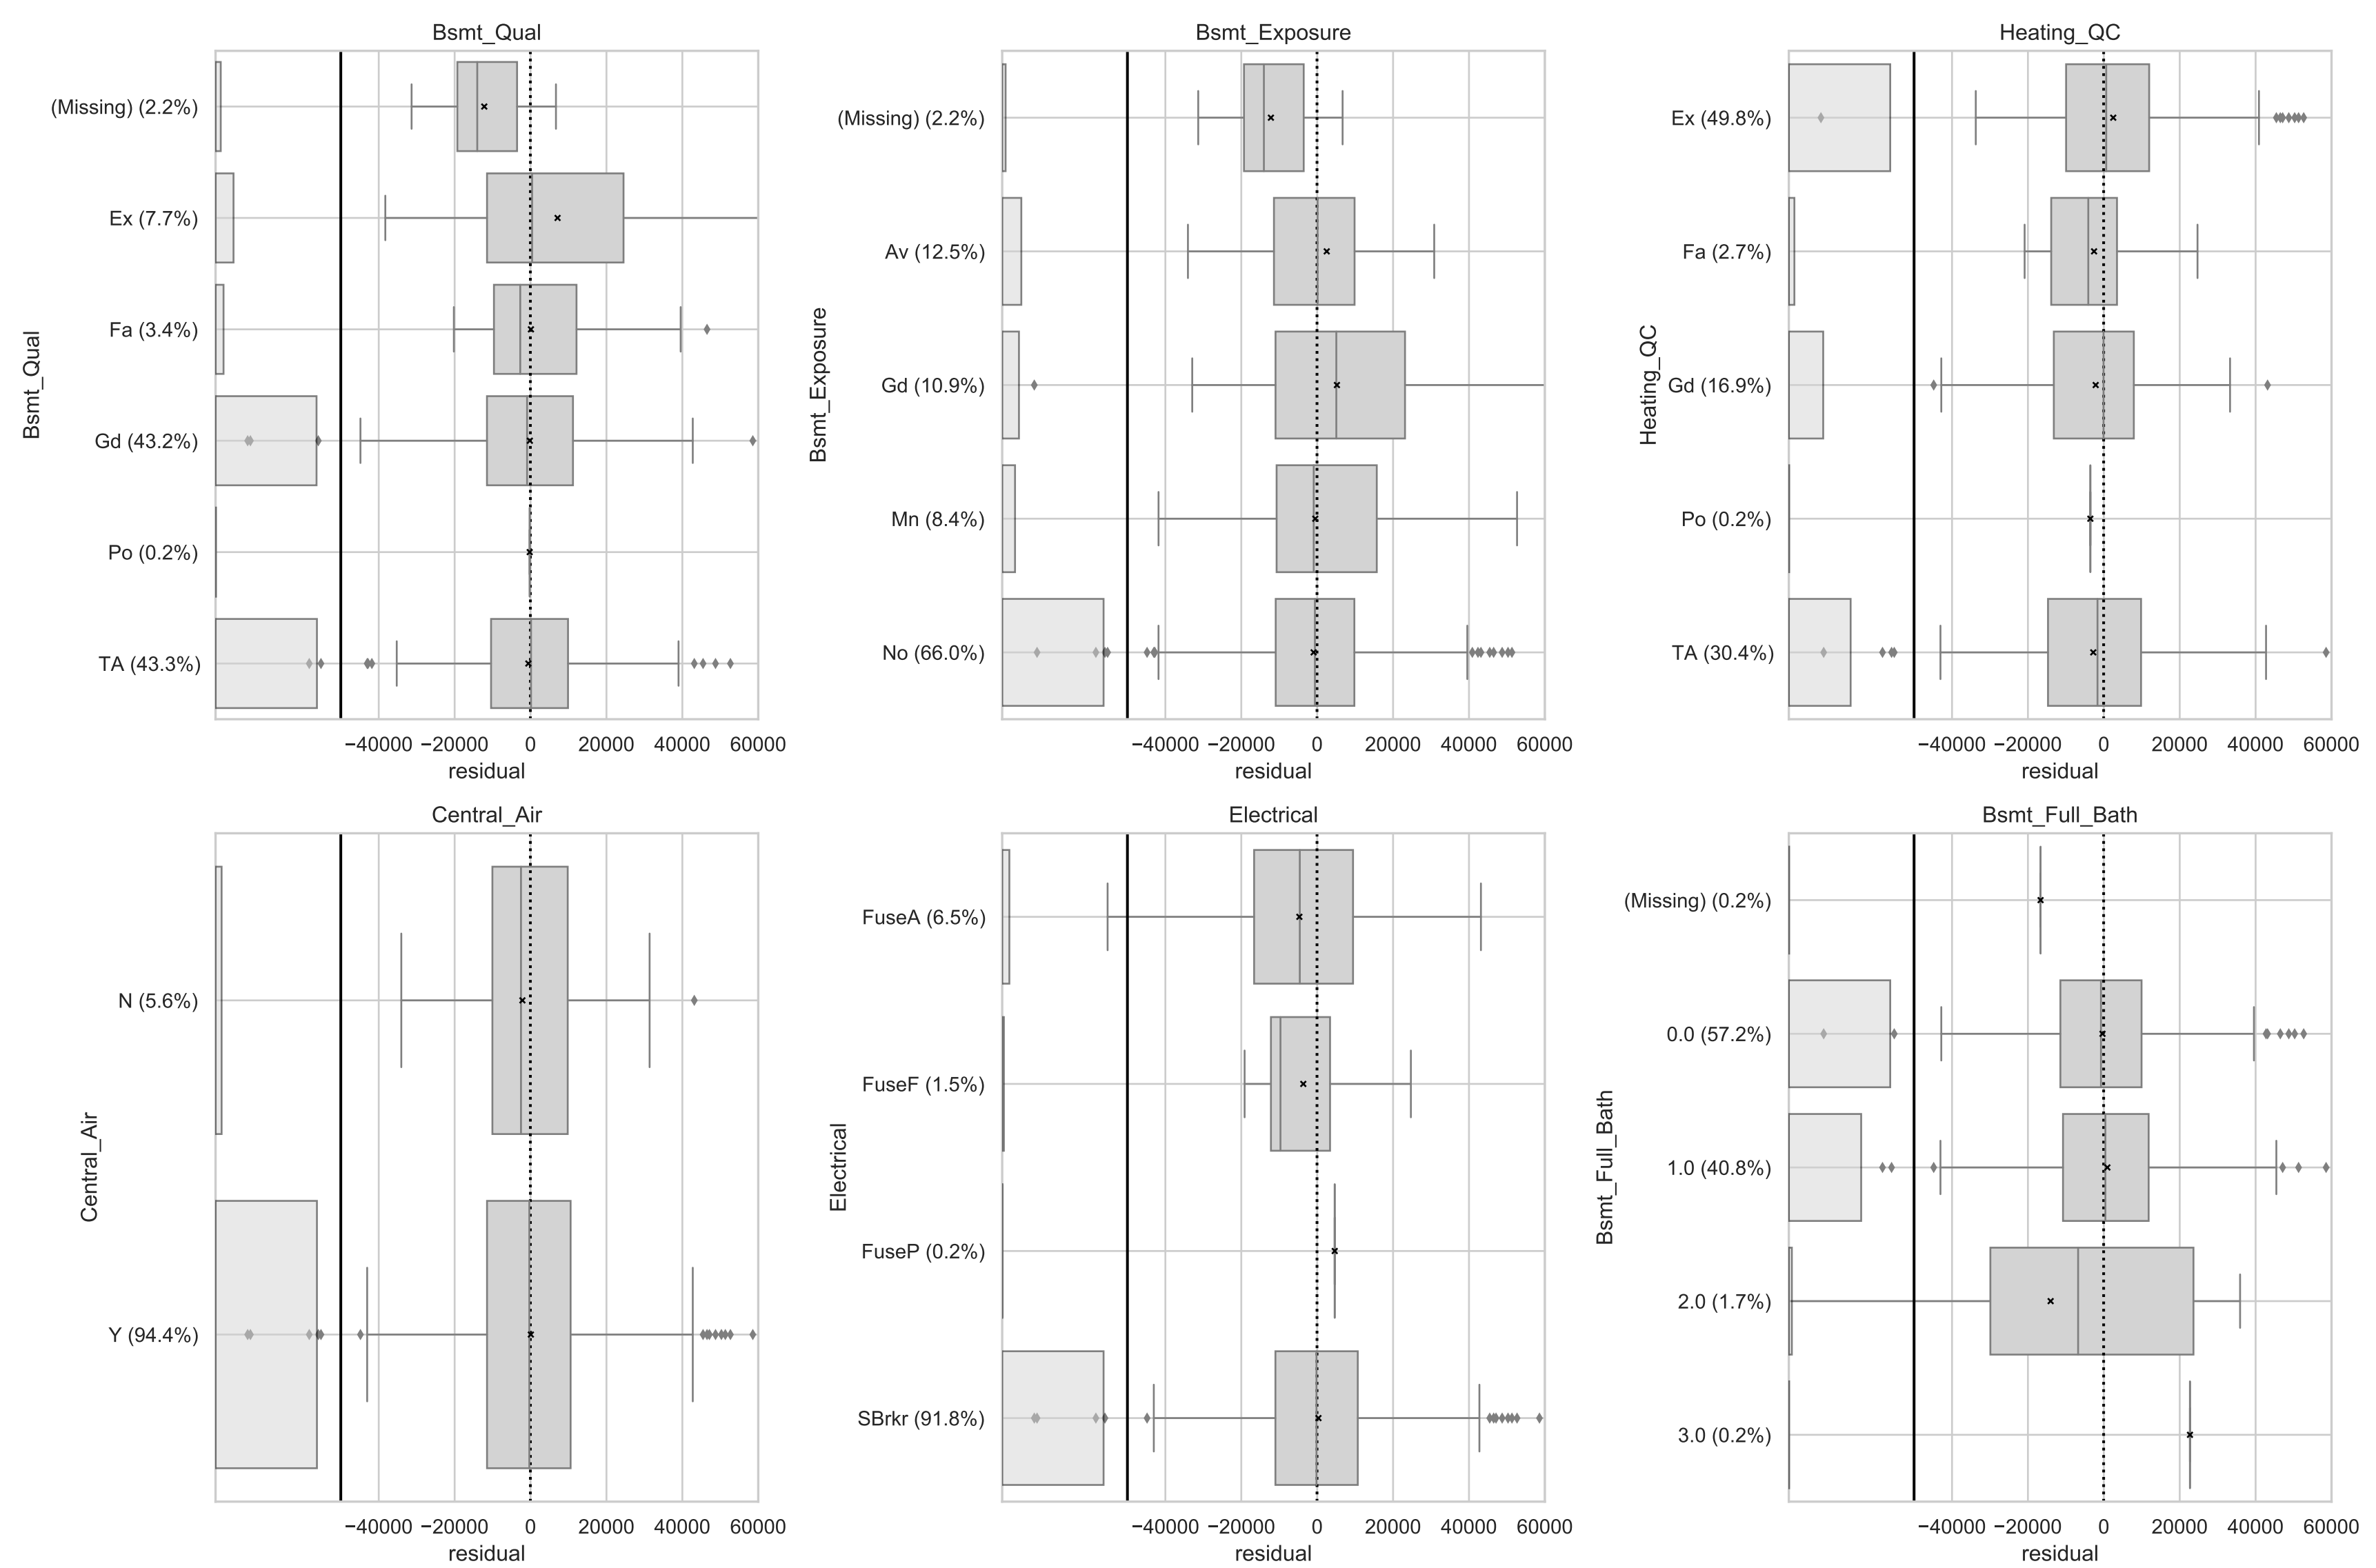 Bsmt_Qual
Bsmt_Qual
(Missing) (2.2%)
Ex (7.7%)
Fa (3.4%)
Gd (43.2%)
Po (0.2%)
TA (43.3%)
−40000 −20000 0 20000 40000 60000
residual
Bsmt_Exposure
Bsmt_Exposure
(Missing) (2.2%)
Av (12.5%)
Gd (10.9%)
Mn (8.4%)
No (66.0%)
−40000 −20000 0 20000 40000 60000
residual
Heating_QC
Heating_QC
Ex (49.8%)
Fa (2.7%)
Gd (16.9%)
Po (0.2%)
TA (30.4%)
−40000 −20000 0 20000 40000 60000
residual
Central_Air
Central_Air
N (5.6%)
Y (94.4%)
−40000 −20000 0 20000 40000 60000
residual
Electrical
Electrical
FuseA (6.5%)
FuseF (1.5%)
FuseP (0.2%)
SBrkr (91.8%)
−40000 −20000 0 20000 40000 60000
residual
Bsmt_Full_Bath
Bsmt_Full_Bath
(Missing) (0.2%)
0.0 (57.2%)
1.0 (40.8%)
2.0 (1.7%)
3.0 (0.2%)
−40000 −20000 0 20000 40000 60000
residual